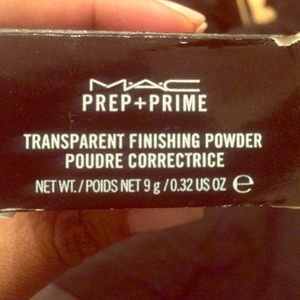 M·A·C
PREP+PRIME
TRANSPARENT FINISHING POWDER
POUDRE CORRECTRICE
NET WT./POIDS NET 9 g/0.32 US OZ ℮